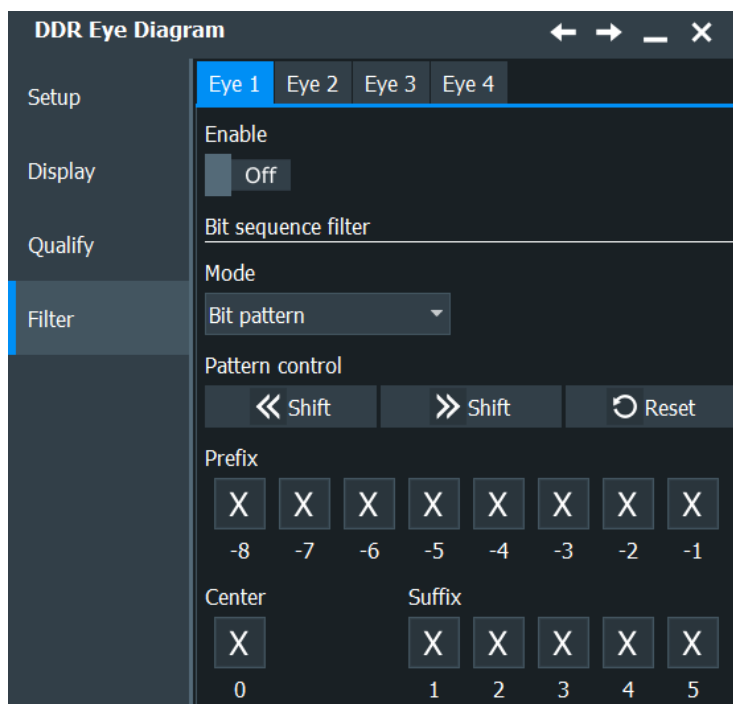 DDR Eye Diagram
Setup
Display
Qualify
Filter
Eye 1 Eye 2 Eye 3 Eye 4
Enable
Off
Bit sequence filter
Mode
Bit pattern
Pattern control
Shift Shift Reset
Prefix
X X X X X X X X
-8 -7 -6 -5 -4 -3 -2 -1
Center Suffix
X X X X X X
0 1 2 3 4 5